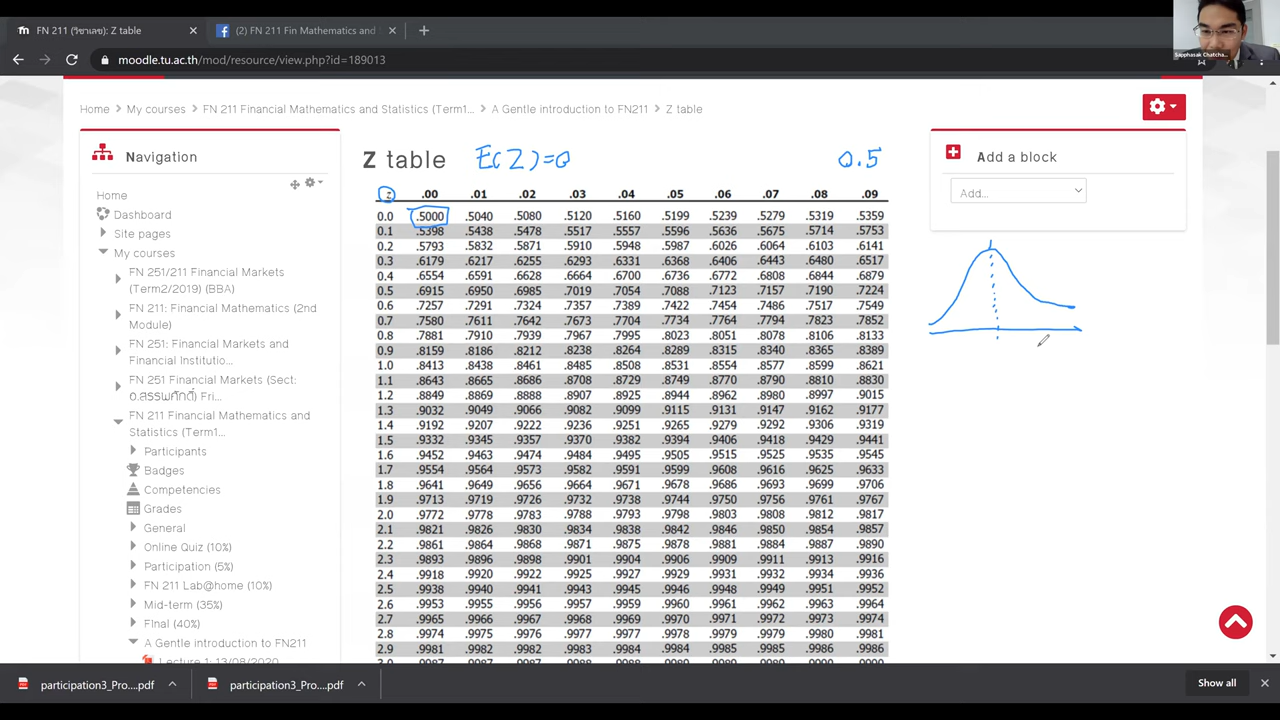 FN 211 (วิชาเลข): Z table
(2) FN 211 Fin Mathematics and
moodle.tu.ac.th/mod/resource/view.php?id=189013
Sapphasak Chatcha...
Home My courses FN 211 Financial Mathematics and Statistics (Term1... A Gentle introduction to FN211 Z table
Navigation
Home
Dashboard
Site pages
My courses
FN 251/211 Financial Markets
(Term2/2019) (BBA)
FN 211: Financial Mathematics (2nd
Module)
FN 251: Financial Markets and
Financial Institutio...
FN 251 Financial Markets (Sect:
อ.สรรพศักดิ์) Fri...
FN 211 Financial Mathematics and
Statistics (Term1...
Participants
Badges
Competencies
Grades
General
Online Quiz (10%)
Participation (5%)
FN 211 Lab@home (10%)
Mid-term (35%)
FInal (40%)
A Gentle introduction to FN211
Lecture 1: 13/08/2020
Z table E(Z)=0 0.5
z .00 .01 .02 .03 .04 .05 .06 .07 .08 .09
0.0 .5000 .5040 .5080 .5120 .5160 .5199 .5239 .5279 .5319 .5359
0.1 .5398 .5438 .5478 .5517 .5557 .5596 .5636 .5675 .5714 .5753
0.2 .5793 .5832 .5871 .5910 .5948 .5987 .6026 .6064 .6103 .6141
0.3 .6179 .6217 .6255 .6293 .6331 .6368 .6406 .6443 .6480 .6517
0.4 .6554 .6591 .6628 .6664 .6700 .6736 .6772 .6808 .6844 .6879
0.5 .6915 .6950 .6985 .7019 .7054 .7088 .7123 .7157 .7190 .7224
0.6 .7257 .7291 .7324 .7357 .7389 .7422 .7454 .7486 .7517 .7549
0.7 .7580 .7611 .7642 .7673 .7704 .7734 .7764 .7794 .7823 .7852
0.8 .7881 .7910 .7939 .7967 .7995 .8023 .8051 .8078 .8106 .8133
0.9 .8159 .8186 .8212 .8238 .8264 .8289 .8315 .8340 .8365 .8389
1.0 .8413 .8438 .8461 .8485 .8508 .8531 .8554 .8577 .8599 .8621
1.1 .8643 .8665 .8686 .8708 .8729 .8749 .8770 .8790 .8810 .8830
1.2 .8849 .8869 .8888 .8907 .8925 .8944 .8962 .8980 .8997 .9015
1.3 .9032 .9049 .9066 .9082 .9099 .9115 .9131 .9147 .9162 .9177
1.4 .9192 .9207 .9222 .9236 .9251 .9265 .9279 .9292 .9306 .9319
1.5 .9332 .9345 .9357 .9370 .9382 .9394 .9406 .9418 .9429 .9441
1.6 .9452 .9463 .9474 .9484 .9495 .9505 .9515 .9525 .9535 .9545
1.7 .9554 .9564 .9573 .9582 .9591 .9599 .9608 .9616 .9625 .9633
1.8 .9641 .9649 .9656 .9664 .9671 .9678 .9686 .9693 .9699 .9706
1.9 .9713 .9719 .9726 .9732 .9738 .9744 .9750 .9756 .9761 .9767
2.0 .9772 .9778 .9783 .9788 .9793 .9798 .9803 .9808 .9812 .9817
2.1 .9821 .9826 .9830 .9834 .9838 .9842 .9846 .9850 .9854 .9857
2.2 .9861 .9864 .9868 .9871 .9875 .9878 .9881 .9884 .9887 .9890
2.3 .9893 .9896 .9898 .9901 .9904 .9906 .9909 .9911 .9913 .9916
2.4 .9918 .9920 .9922 .9925 .9927 .9929 .9931 .9932 .9934 .9936
2.5 .9938 .9940 .9941 .9943 .9945 .9946 .9948 .9949 .9951 .9952
2.6 .9953 .9955 .9956 .9957 .9959 .9960 .9961 .9962 .9963 .9964
2.7 .9965 .9966 .9967 .9968 .9969 .9970 .9971 .9972 .9973 .9974
2.8 .9974 .9975 .9976 .9977 .9977 .9978 .9979 .9979 .9980 .9981
2.9 .9981 .9982 .9982 .9983 .9984 .9984 .9985 .9985 .9986 .9986
Add a block
Add...
participation3_Pro....pdf
participation3_Pro....pdf
Show all